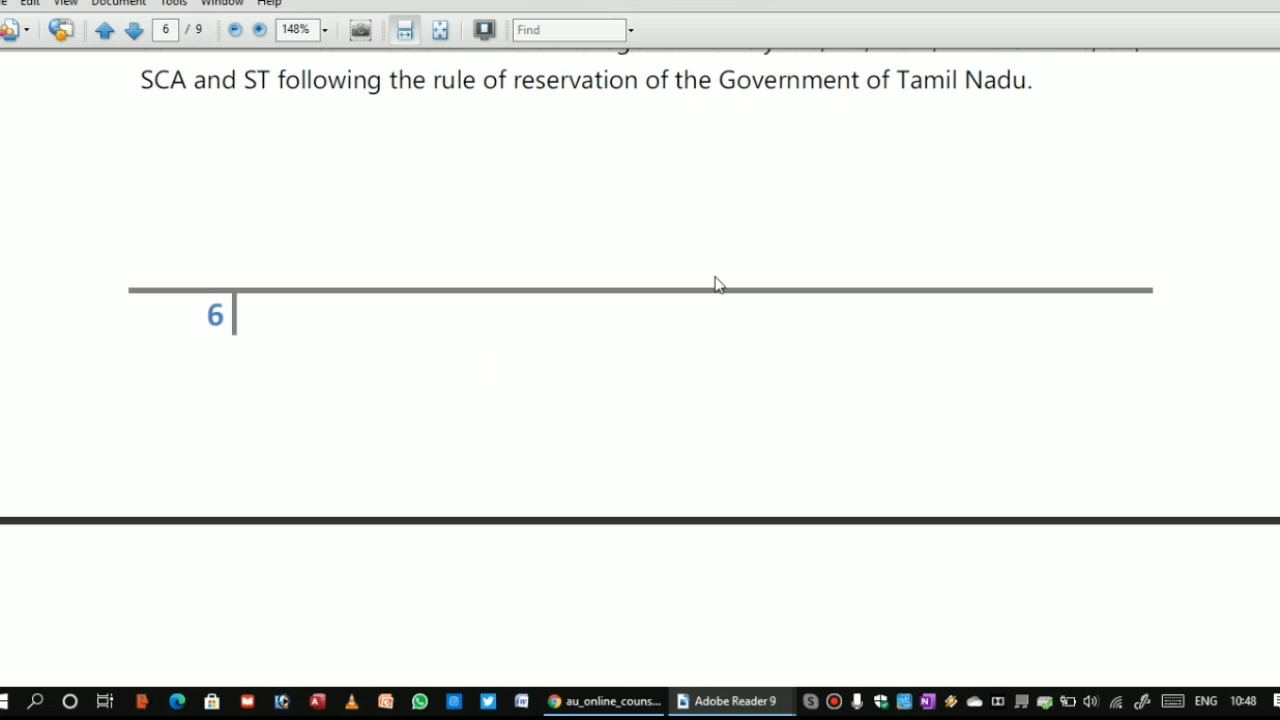 Edit View Document Tools Window Help
6 / 9 148% Find
SCA and ST following the rule of reservation of the Government of Tamil Nadu.
6
au_online_couns... Adobe Reader 9 ENG 10:48